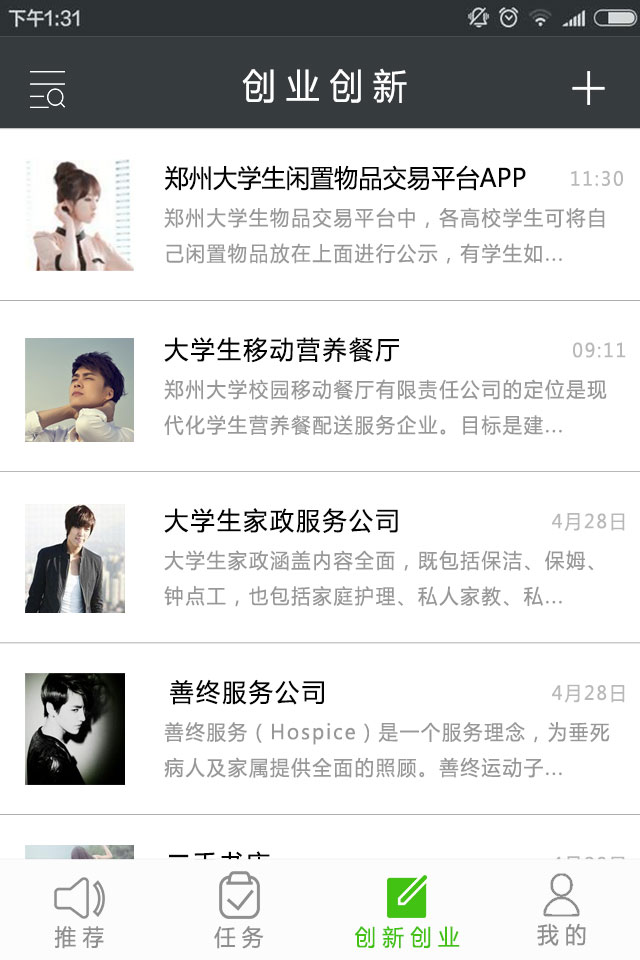 下午1:31
创业创新
郑州大学生闲置物品交易平台APP 11:30
郑州大学生物品交易平台中，各高校学生可将自
己闲置物品放在上面进行公示，有学生如...
大学生移动营养餐厅 09:11
郑州大学校园移动餐厅有限责任公司的定位是现
代化学生营养餐配送服务企业。目标是建...
大学生家政服务公司 4月28日
大学生家政涵盖内容全面，既包括保洁、保姆、
钟点工，也包括家庭护理、私人家教、私...
善终服务公司 4月28日
善终服务（Hospice）是一个服务理念，为垂死
病人及家属提供全面的照顾。善终运动子...
二手书店
推荐 任务 创新创业 我的